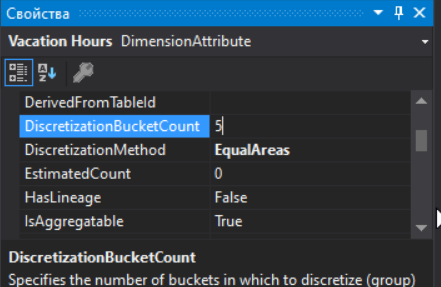 Свойства
Vacation Hours DimensionAttribute
DerivedFromTableId
DiscretizationBucketCount 5
DiscretizationMethod EqualAreas
EstimatedCount 0
HasLineage False
IsAggregatable True
DiscretizationBucketCount
Specifies the number of buckets in which to discretize (group)